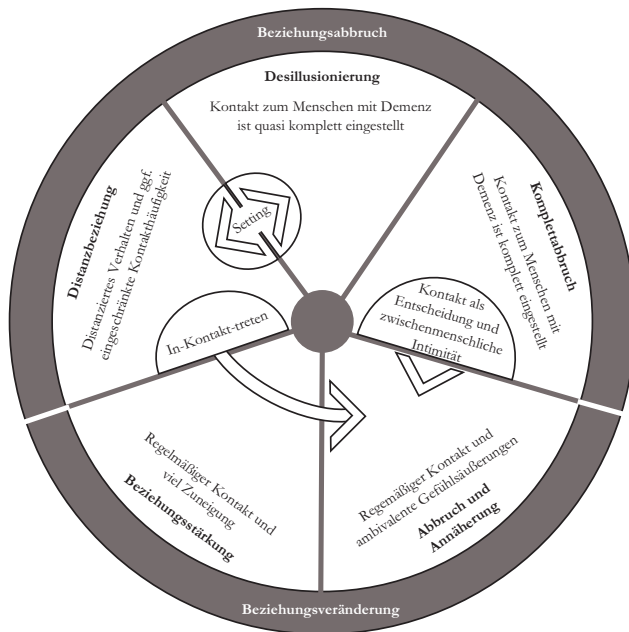 Beziehungsabbruch
Desillusionierung
Kontakt zum Menschen mit Demenz
ist quasi komplett eingestellt
Distanzbeziehung
Distanziertes Verhalten und ggf.
eingeschränkte Kontakthäufigkeit
Setting
Komplettabbruch
Kontakt zum Menschen mit
Demenz ist komplett eingestellt
In-Kontakt-treten
Kontakt als
Entscheidung und
zwischenmenschliche
Intimität
Regelmäßiger Kontakt und
viel Zuneigung
Beziehungsstärkung
Regemäßiger Kontakt und
ambivalente Gefühlsäußerungen
Abbruch und
Annäherung
Beziehungsveränderung